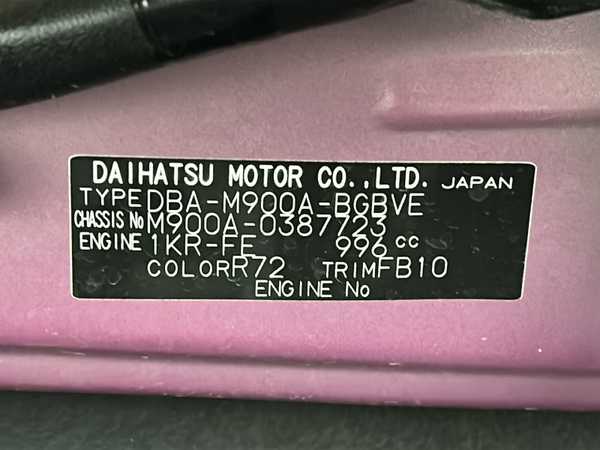 DAIHATSU MOTOR CO.,LTD. JAPAN
TYPE DBA-M900A-BGBVE
CHASSIS No M900A-0387723
ENGINE 1KR-FE 996 cc
COLOR R72 TRIM FB10
ENGINE No